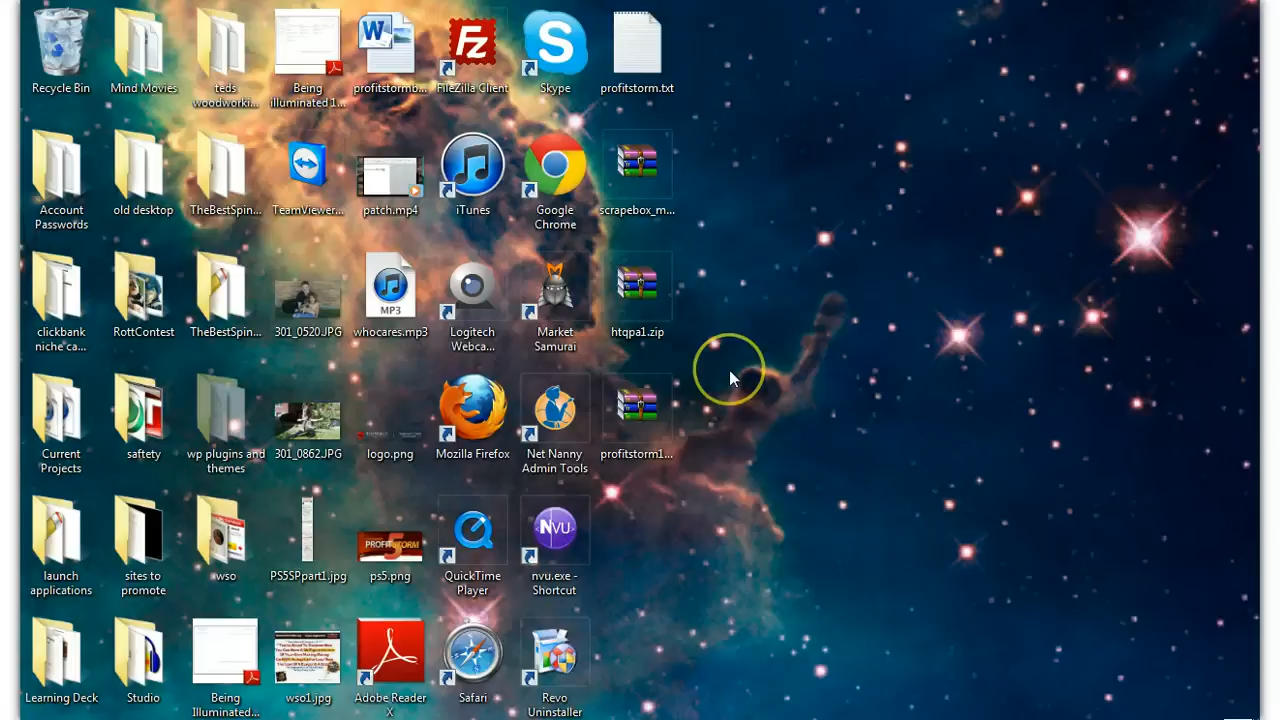 Recycle Bin
Mind Movies
teds
woodworki...
Being
illuminated 1...
profitstormb...
FileZilla Client
Skype
profitstorm.txt
Account
Passwords
old desktop
TheBestSpin...
TeamViewer...
patch.mp4
iTunes
Google
Chrome
scrapebox_m...
clickbank
niche ca...
RottContest
TheBestSpin...
301_0520.JPG
MP3
whocares.mp3
Logitech
Webca...
Market
Samurai
htqpa1.zip
Current
Projects
saftety
wp plugins and
themes
301_0862.JPG
logo.png
Mozilla Firefox
Net Nanny
Admin Tools
profitstorm1...
launch
applications
sites to
promote
wso
PS5SPpart1.jpg
PROFITSTORM
5
ps5.png
QuickTime
Player
NVU
nvu.exe -
Shortcut
Learning Deck
Studio
Being
Illuminated...
wso1.jpg
Adobe Reader
X
Safari
Revo
Uninstaller